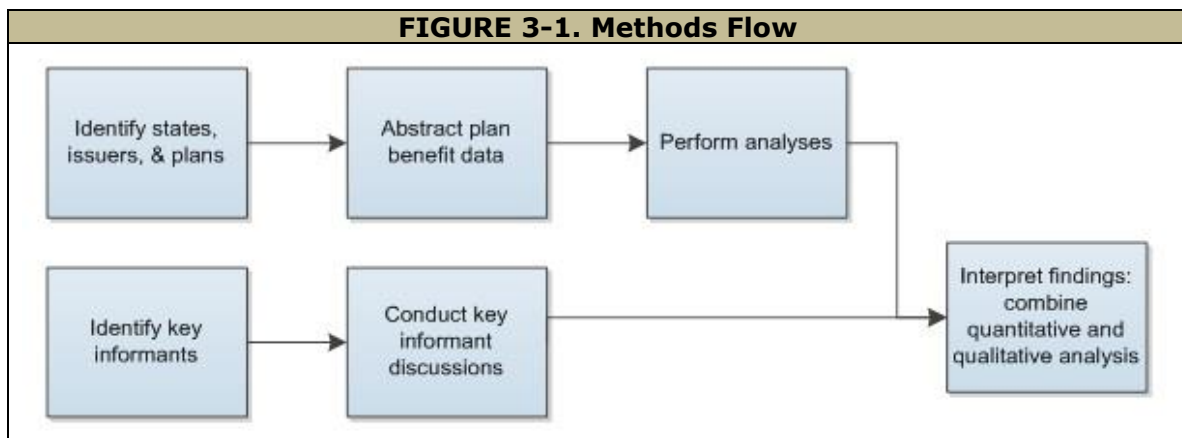 FIGURE 3-1. Methods Flow
Identify states,
issuers, & plans
Abstract plan
benefit data
Perform analyses
Identify key
informants
Conduct key
informant
discussions
Interpret findings:
combine
quantitative and
qualitative analysis